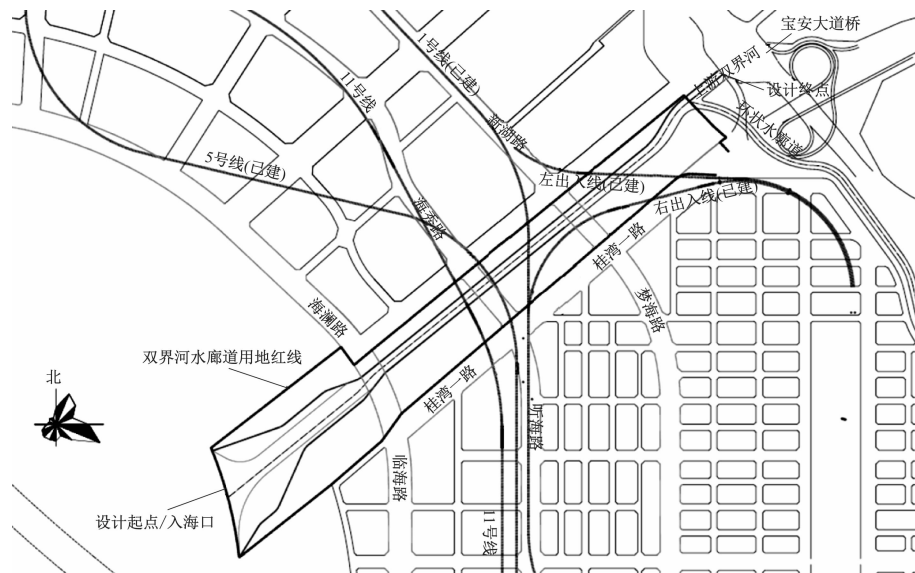 宝安大道桥
1号线(已建)
11号线
上游双界河
设计终点
环状水廊道
新湖路
5号线(已建)
左出入线(已建)
右出入线(已建)
海秀路
桂湾一路
梦海路
海澜路
双界河水廊道用地红线
北
桂湾一路
听海路
临海路
设计起点/入海口
11号线